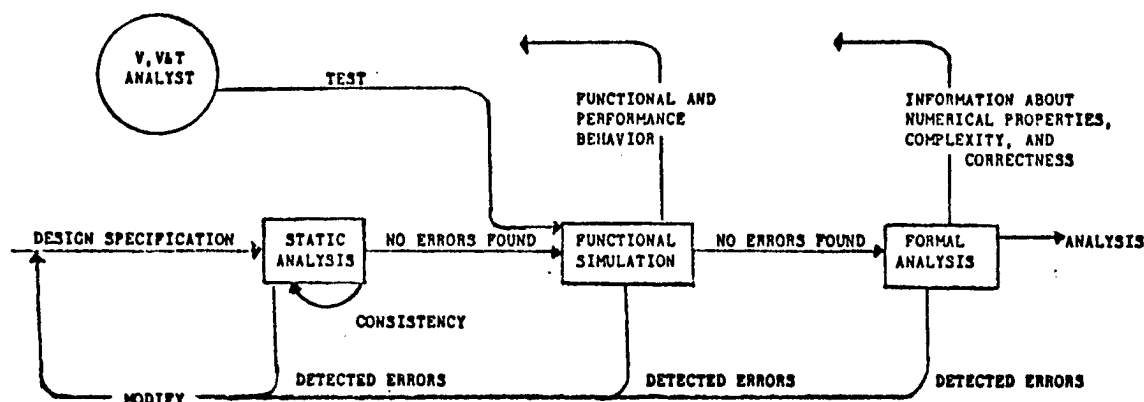 V, V&T
ANALYST
TEST
FUNCTIONAL AND
PERFORMANCE
BEHAVIOR
INFORMATION ABOUT
NUMERICAL PROPERTIES,
COMPLEXITY, AND
CORRECTNESS
DESIGN SPECIFICATION
STATIC
ANALYSIS
NO ERRORS FOUND
FUNCTIONAL
SIMULATION
NO ERRORS FOUND
FORMAL
ANALYSIS
ANALYSIS
CONSISTENCY
DETECTED ERRORS
DETECTED ERRORS
DETECTED ERRORS
MODIFY